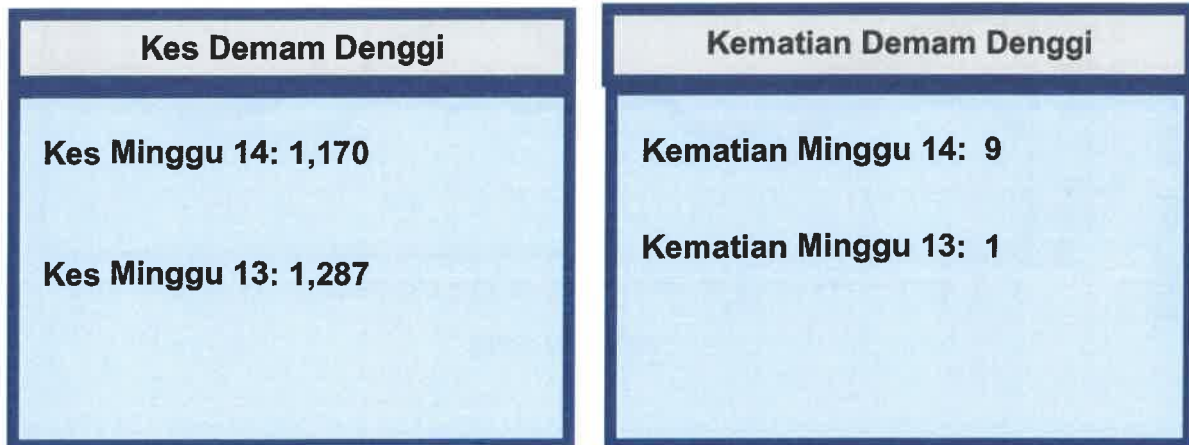 Kes Demam Denggi
Kes Minggu 14: 1,170
Kes Minggu 13: 1,287
Kematian Demam Denggi
Kematian Minggu 14: 9
Kematian Minggu 13: 1